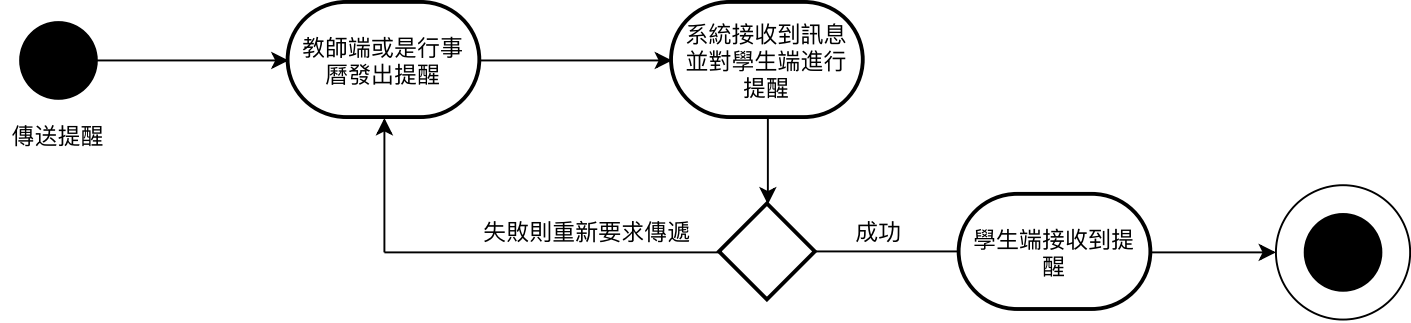 傳送提醒
教師端或是行事
曆發出提醒
系統接收到訊息
並對學生端進行
提醒
失敗則重新要求傳遞
成功
學生端接收到提
醒